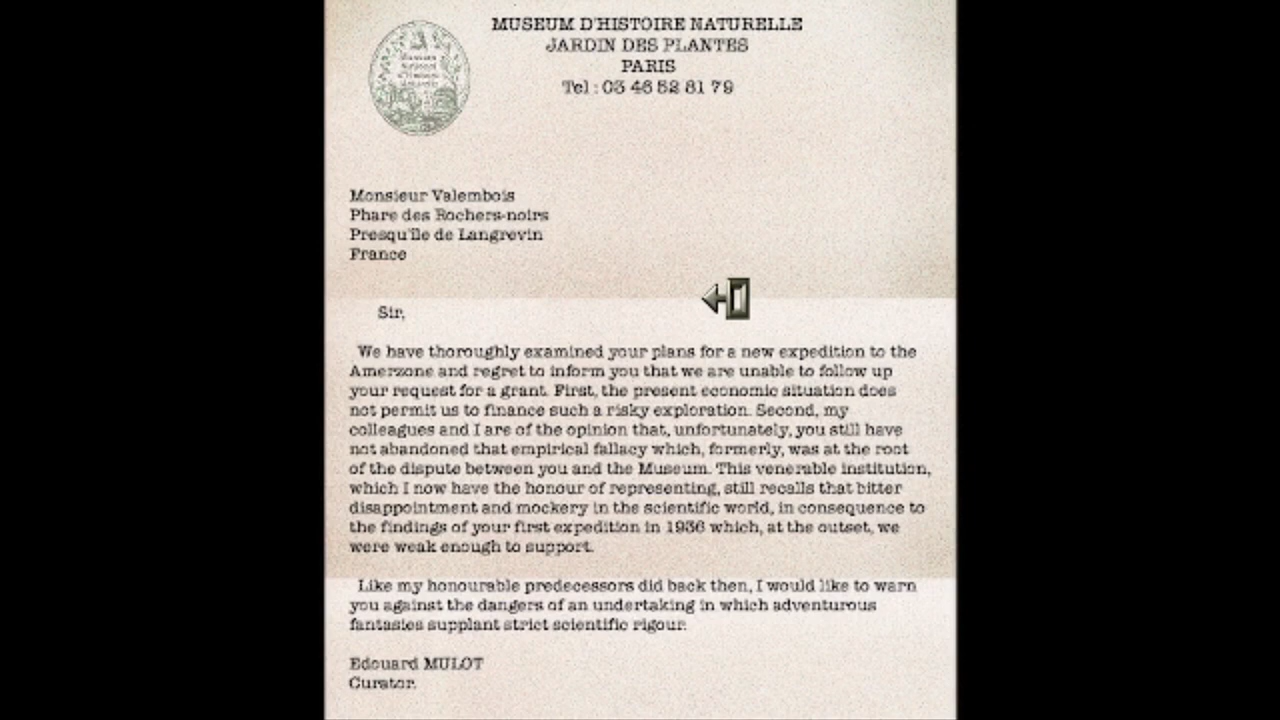 MUSEUM D'HISTOIRE NATURELLE
JARDIN DES PLANTES
PARIS
Tel : 03 46 52 81 79
Monsieur Valembois
Phare des Rochers-noirs
Presqu'île de Langrevin
France
Sir,
We have thoroughly examined your plans for a new expedition to the
Amerzone and regret to inform you that we are unable to follow up
your request for a grant. First, the present economic situation does
not permit us to finance such a risky exploration. Second, my
colleagues and I are of the opinion that, unfortunately, you still have
not abandoned that empirical fallacy which, formerly, was at the root
of the dispute between you and the Museum. This venerable institution,
which I now have the honour of representing, still recalls that bitter
disappointment and mockery in the scientific world, in consequence to
the findings of your first expedition in 1936 which, at the outset, we
were weak enough to support.
Like my honourable predecessors did back then, I would like to warn
you against the dangers of an undertaking in which adventurous
fantasies supplant strict scientific rigour.
Edouard MULOT
Curator.